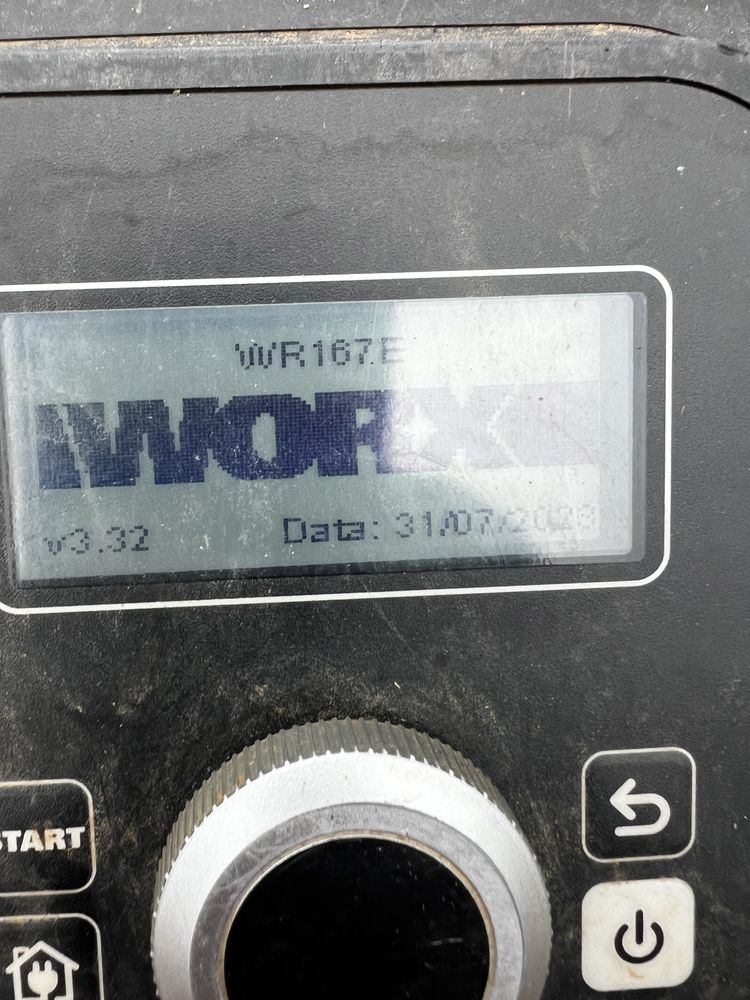 WR167E
WORX
v3.32 Data: 31/07/2023
START